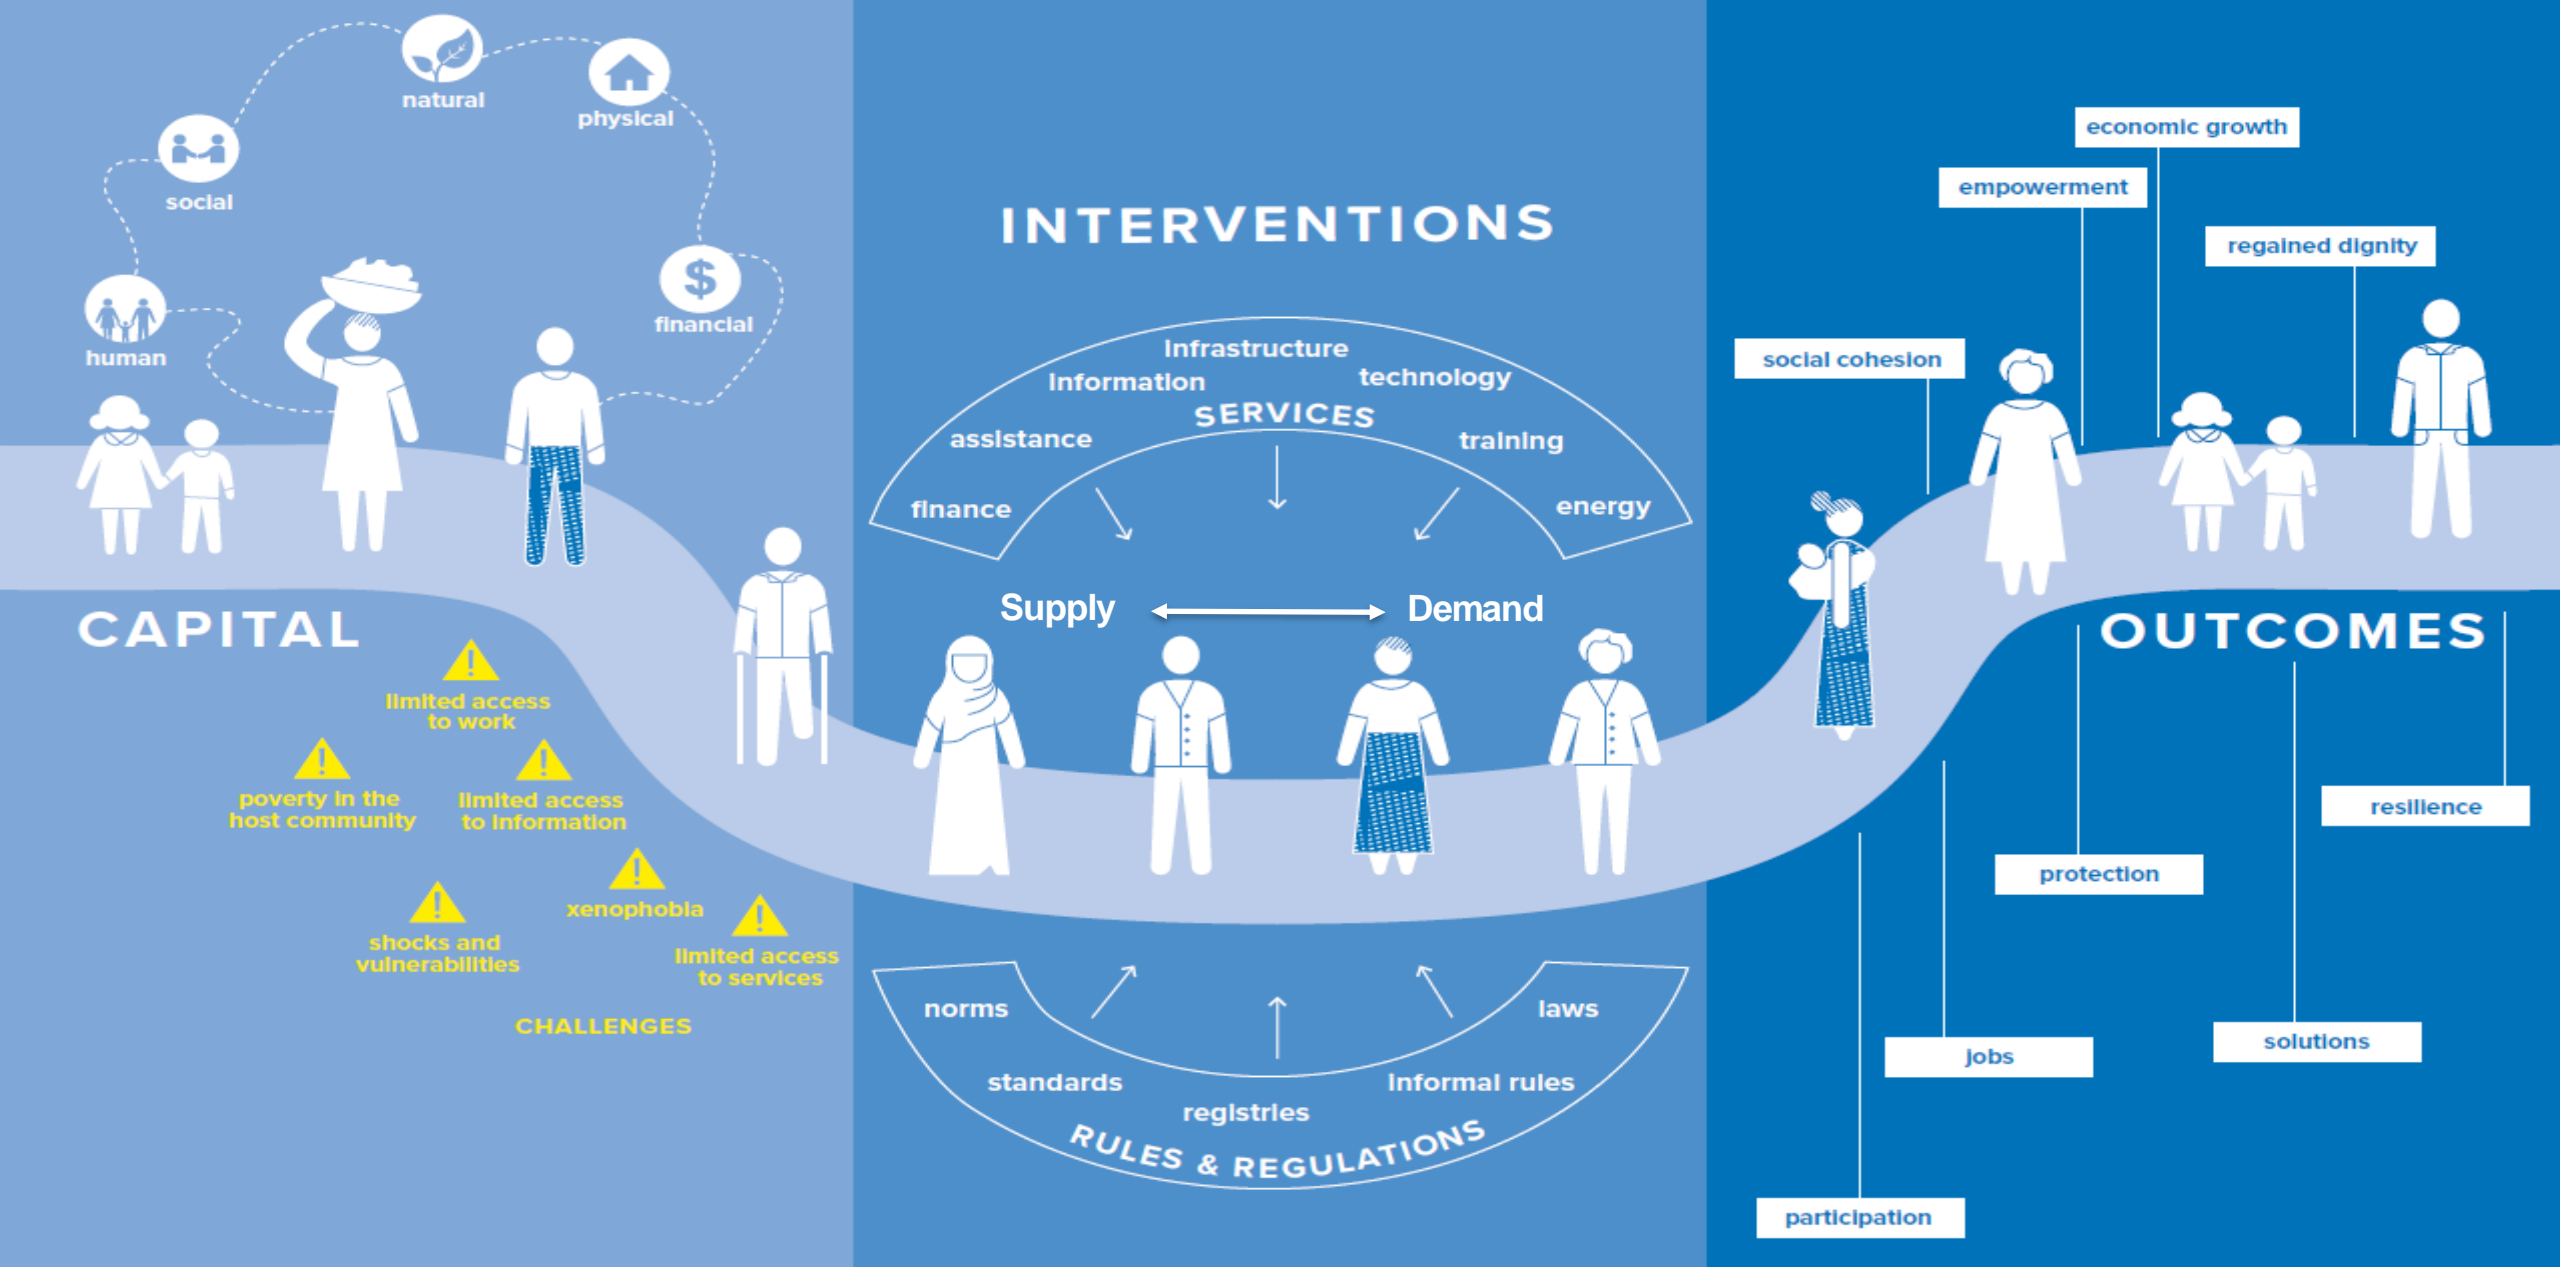 natural
physical
social
$
financial
human
CAPITAL
limited access
to work
poverty in the
host community
limited access
to information
xenophobia
shocks and
vulnerabilities
limited access
to services
CHALLENGES
INTERVENTIONS
infrastructure
information
technology
SERVICES
assistance
training
finance
energy
Supply
Demand
norms
laws
standards
informal rules
registries
RULES & REGULATIONS
economic growth
empowerment
regained dignity
social cohesion
OUTCOMES
resilience
protection
solutions
jobs
participation